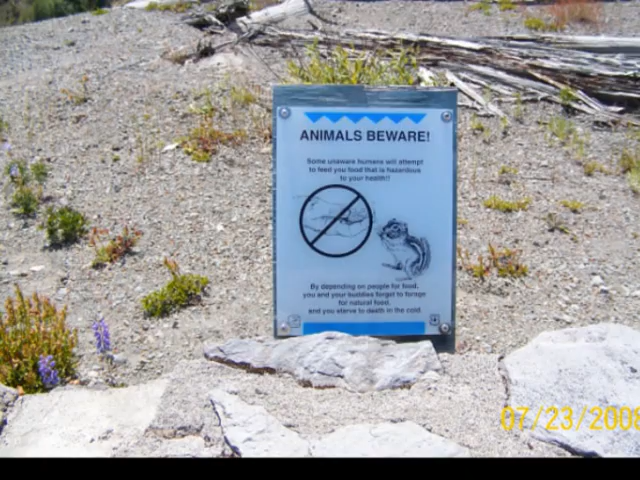 ANIMALS BEWARE!
Some unaware humans will attempt
to feed you food that is hazardous
to your health!!
By depending on people for food,
you and your buddies forget to forage
for natural food,
and you starve to death in the cold.
07/23/2008